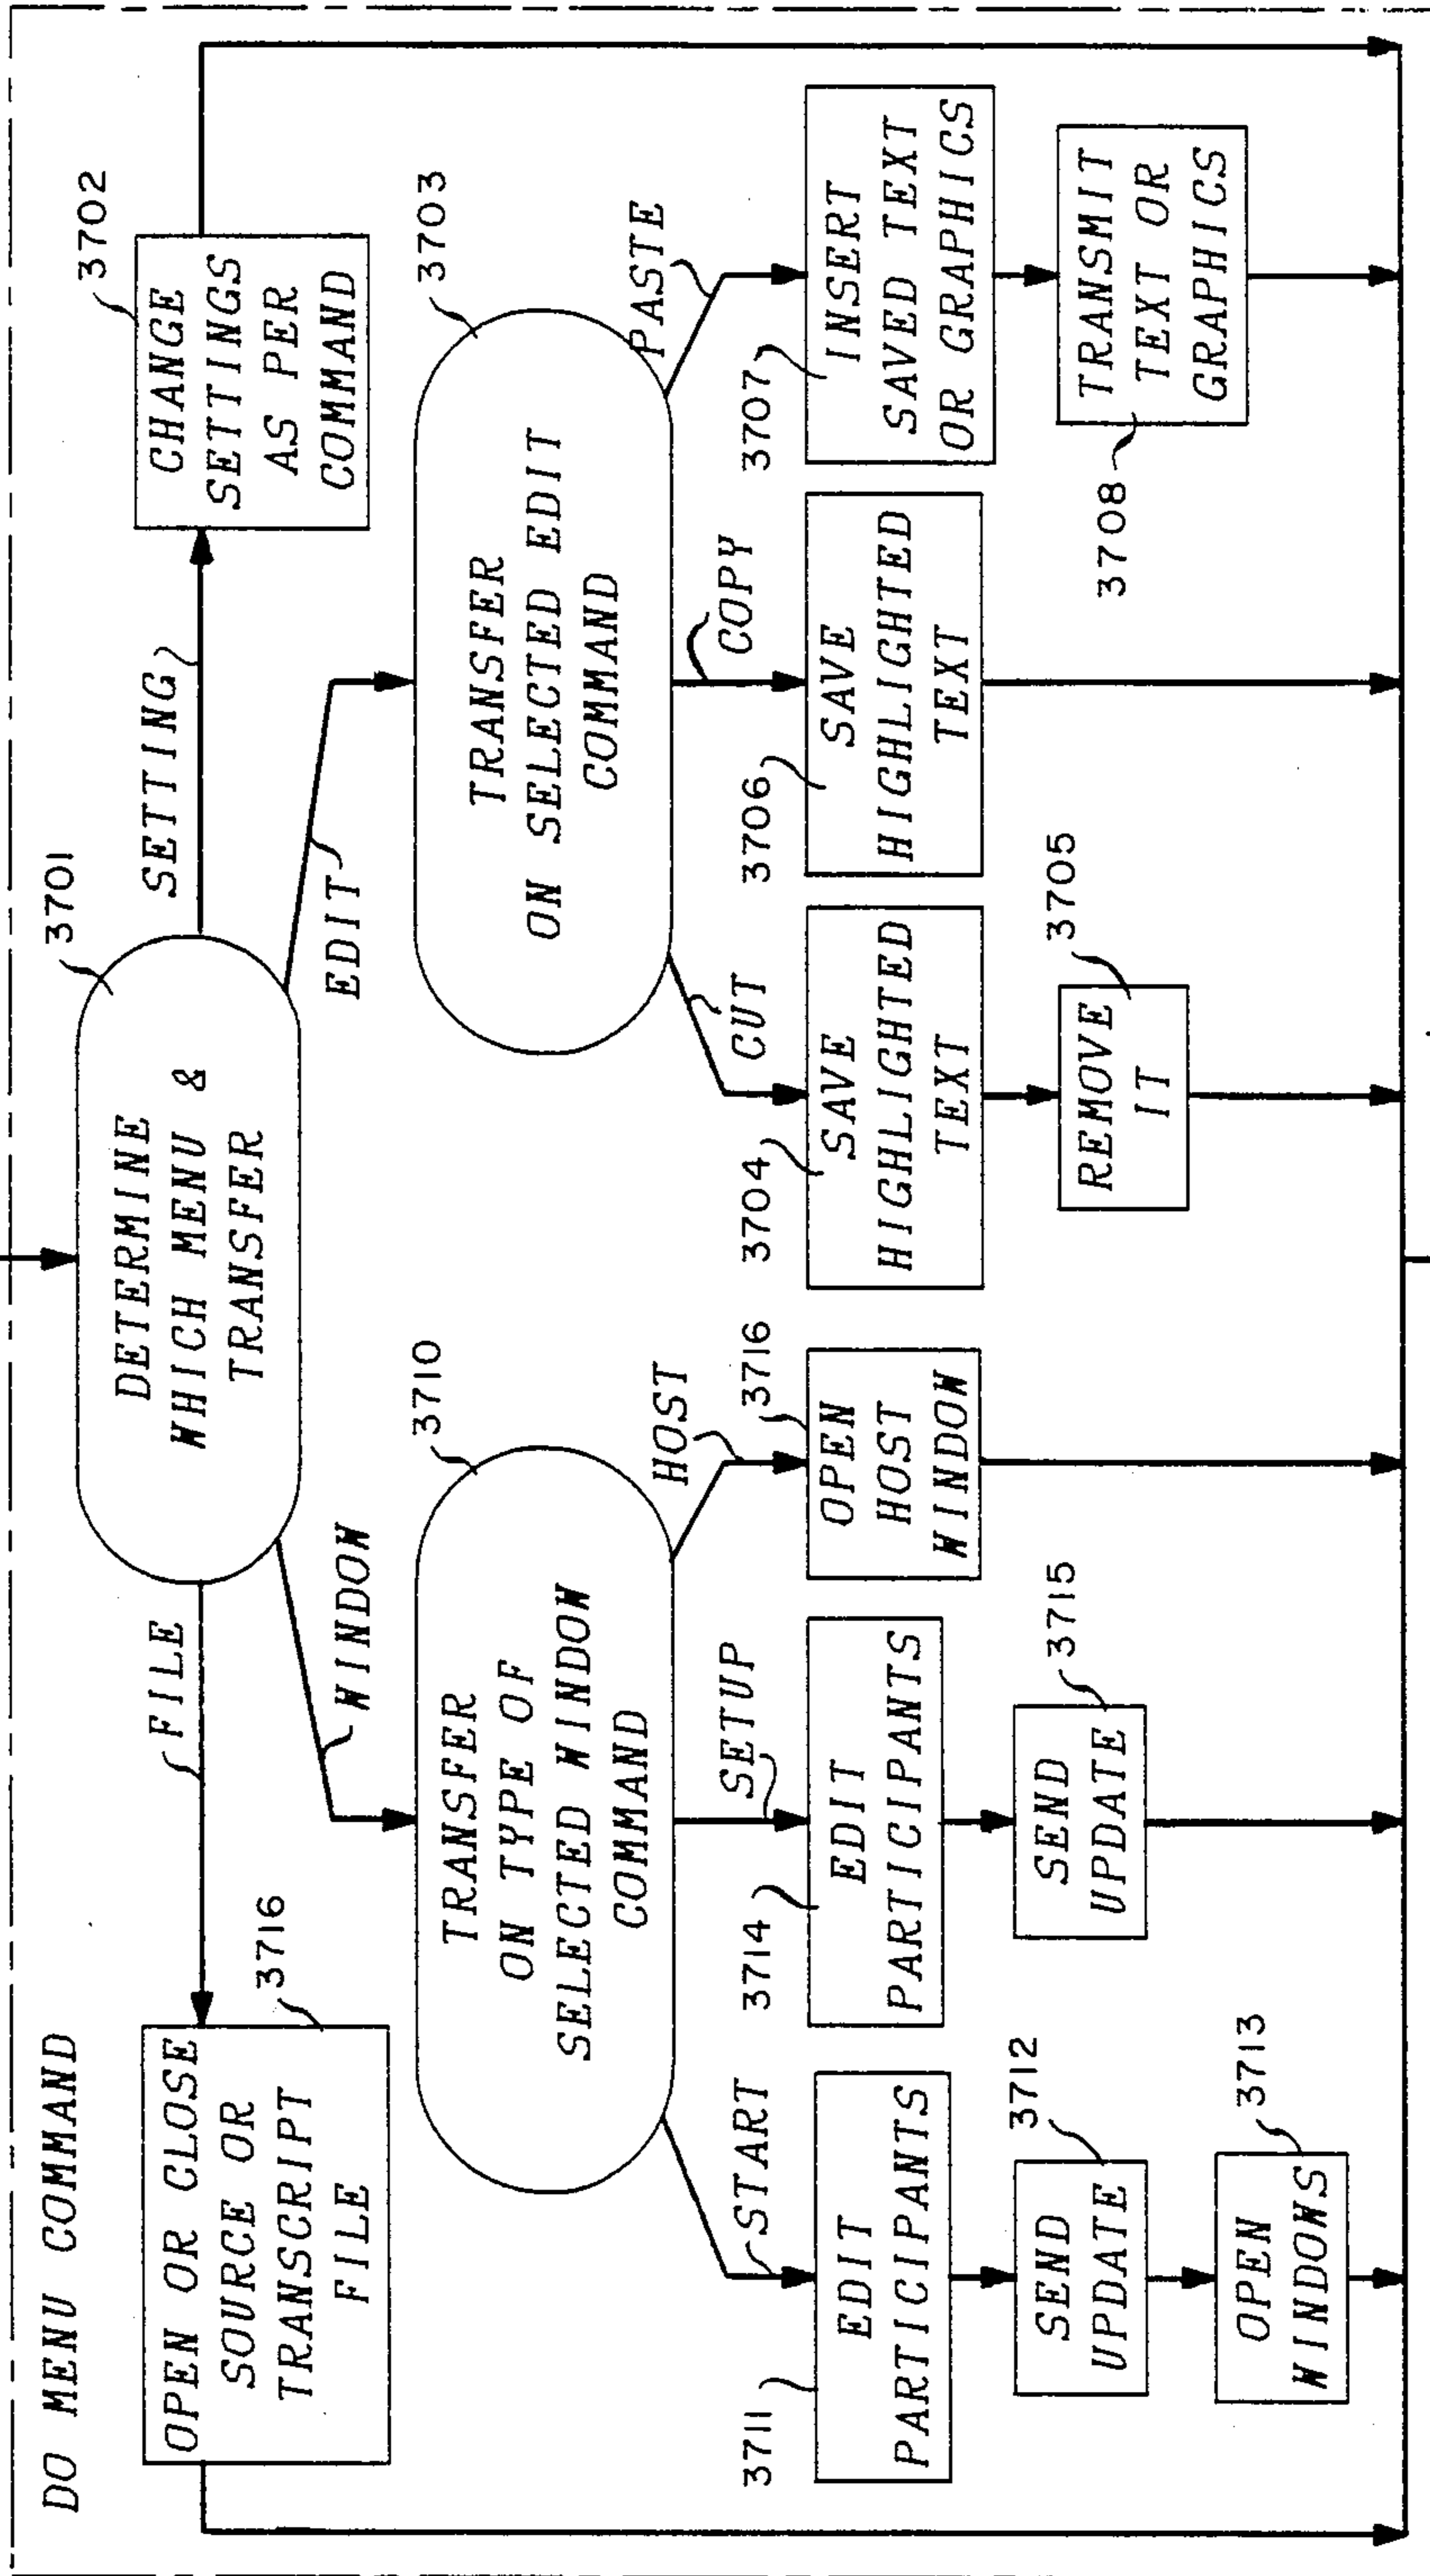 DO MENU COMMAND
3701
DETERMINE
WHICH MENU &
TRANSFER
FILE
SETTING
WINDOW
EDIT
3716
OPEN OR CLOSE
SOURCE OR
TRANSCRIPT
FILE
3702
CHANGE
SETTINGS
AS PER
COMMAND
3710
TRANSFER
ON TYPE OF
SELECTED WINDOW
COMMAND
3703
TRANSFER
ON SELECTED EDIT
COMMAND
START
SETUP
HOST
CUT
COPY
PASTE
3711
EDIT
PARTICIPANTS
3714
EDIT
PARTICIPANTS
3716
OPEN
HOST
WINDOW
3704
SAVE
HIGHLIGHTED
TEXT
3706
SAVE
HIGHLIGHTED
TEXT
3707
INSERT
SAVED TEXT
OR GRAPHICS
3712
SEND
UPDATE
3715
SEND
UPDATE
3705
REMOVE
IT
3708
TRANSMIT
TEXT OR
GRAPHICS
3713
OPEN
WINDOWS